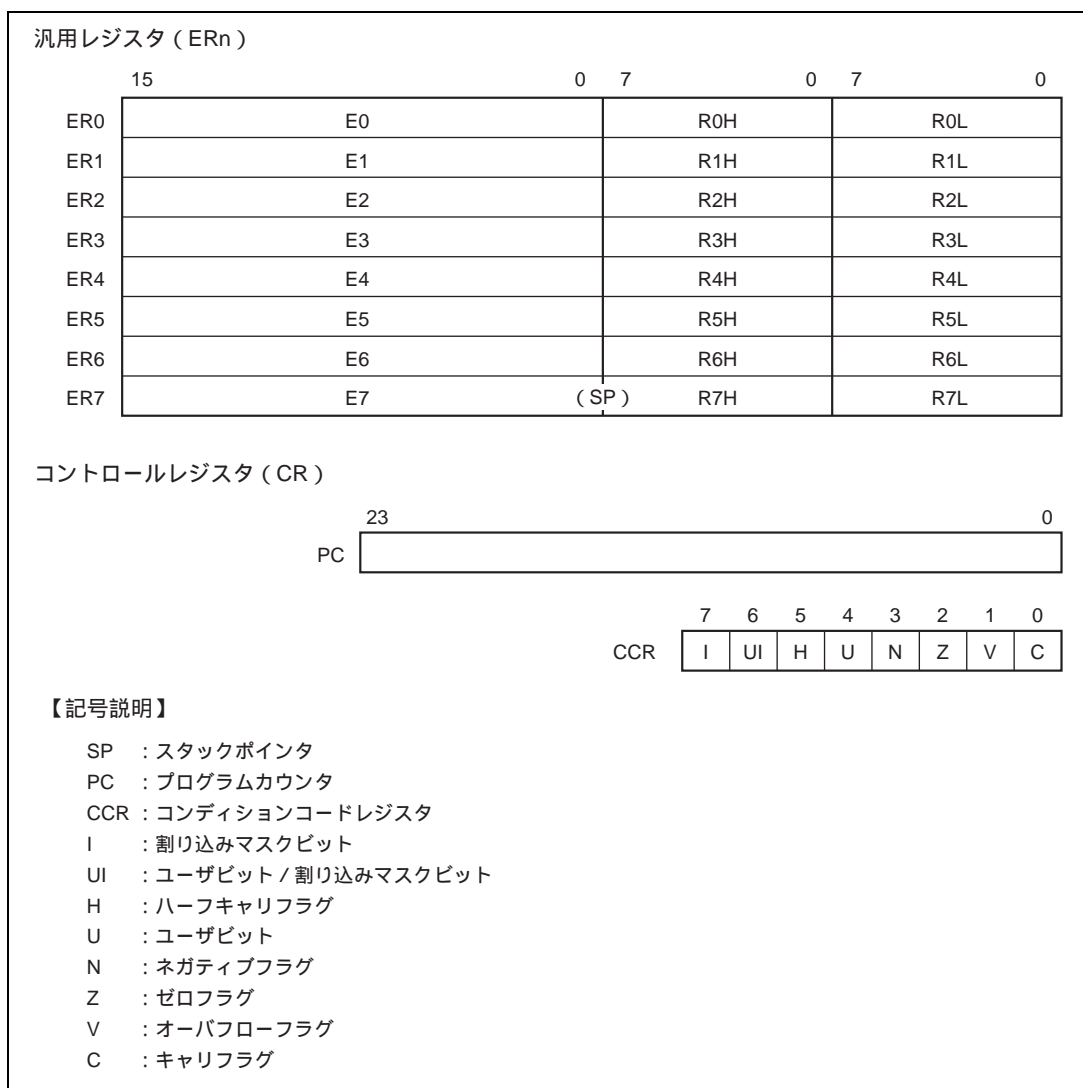 汎用レジスタ（ERn）
15 0 7 0 7 0
ER0 E0 R0H R0L
ER1 E1 R1H R1L
ER2 E2 R2H R2L
ER3 E3 R3H R3L
ER4 E4 R4H R4L
ER5 E5 R5H R5L
ER6 E6 R6H R6L
ER7 E7 （SP） R7H R7L
コントロールレジスタ（CR）
23 0
PC
7 6 5 4 3 2 1 0
CCR I UI H U N Z V C
【記号説明】
SP ：スタックポインタ
PC ：プログラムカウンタ
CCR ：コンディションコードレジスタ
I ：割り込みマスクビット
UI ：ユーザビット / 割り込みマスクビット
H ：ハーフキャリフラグ
U ：ユーザビット
N ：ネガティブフラグ
Z ：ゼロフラグ
V ：オーバフローフラグ
C ：キャリフラグ